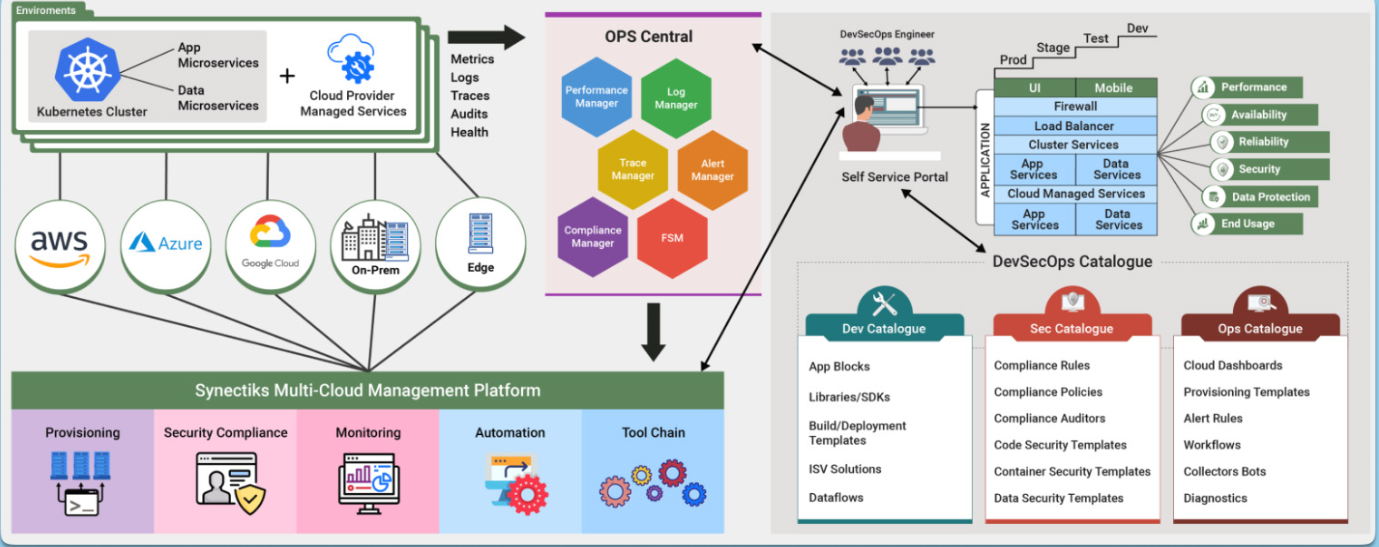 Enviroments
Kubernetes Cluster
App
Microservices
Data
Microservices
+
Cloud Provider
Managed Services
Metrics
Logs
Traces
Audits
Health
aws
Azure
Google Cloud
On-Prem
Edge
OPS Central
Performance
Manager
Log
Manager
Trace
Manager
Alert
Manager
Compliance
Manager
FSM
Synectiks Multi-Cloud Management Platform
Provisioning
Security Compliance
Monitoring
Automation
Tool Chain
DevSecOps Engineer
Self Service Portal
Prod
Stage
Test
Dev
APPLICATION
UI
Mobile
Firewall
Load Balancer
Cluster Services
App
Services
Data
Services
Cloud Managed Services
App
Services
Data
Services
Performance
Availability
Reliability
Security
Data Protection
End Usage
DevSecOps Catalogue
Dev Catalogue
App Blocks
Libraries/SDKs
Build/Deployment
Templates
ISV Solutions
Dataflows
Sec Catalogue
Compliance Rules
Compliance Policies
Compliance Auditors
Code Security Templates
Container Security Templates
Data Security Templates
Ops Catalogue
Cloud Dashboards
Provisioning Templates
Alert Rules
Workflows
Collectors Bots
Diagnostics